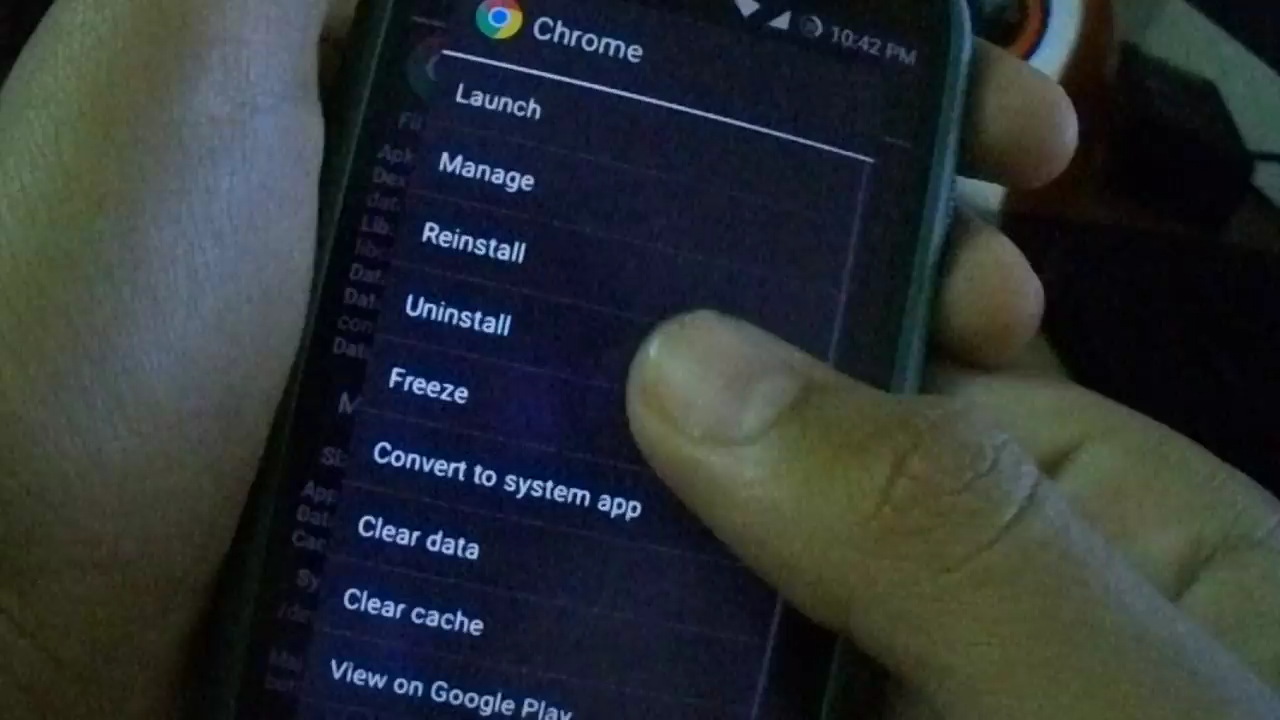 Chrome
10:42 PM
Launch
Manage
Reinstall
Uninstall
Freeze
Convert to system app
Clear data
Clear cache
View on Google Play